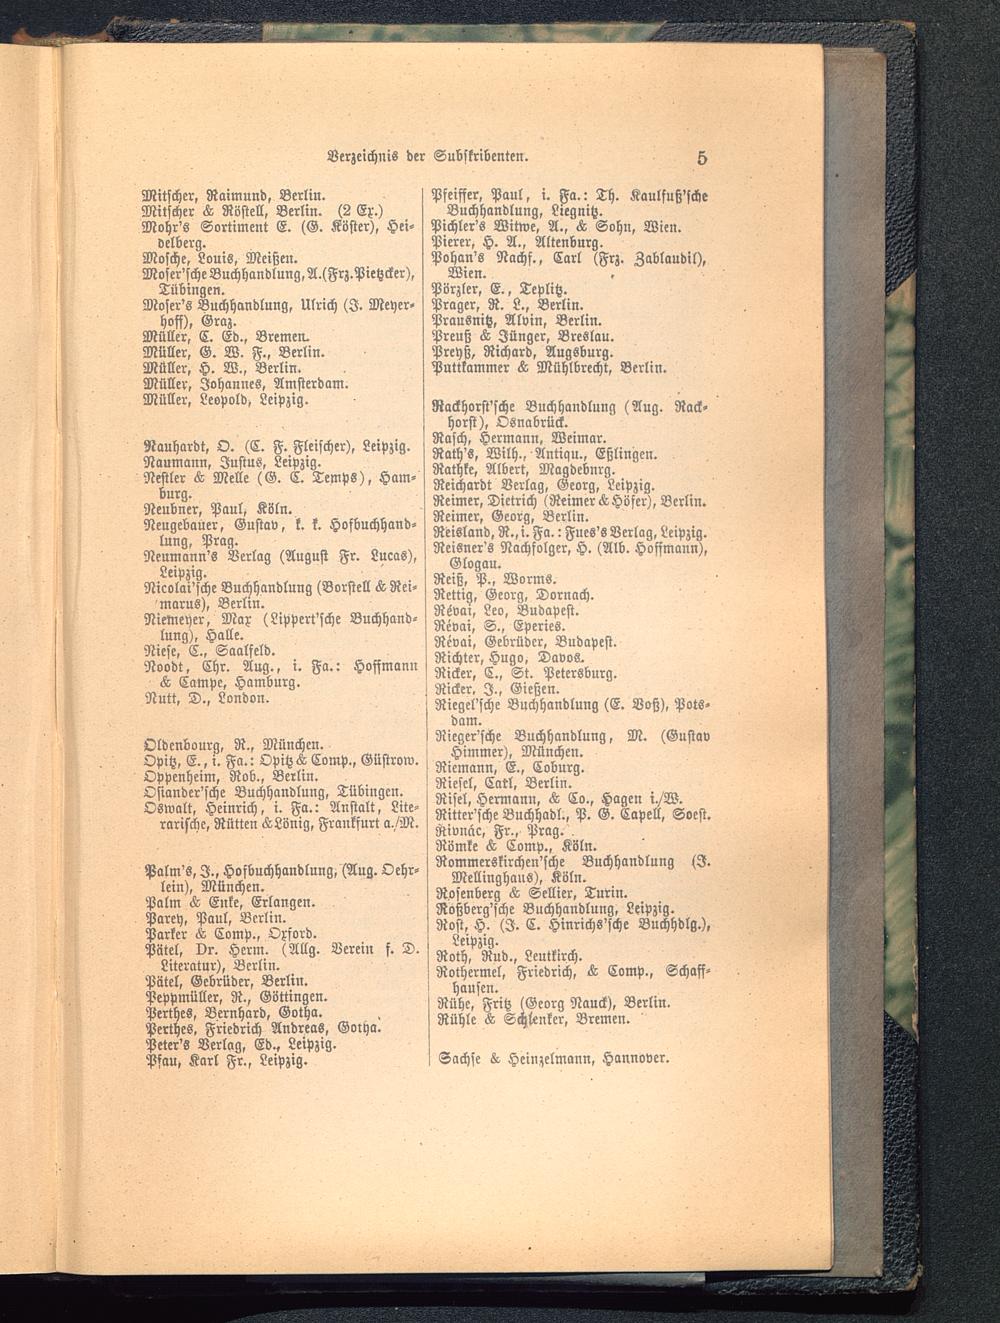 Verzeichnis der Subskribenten.
5
Mitscher, Raimund, Berlin.
Mitscher & Röstell, Berlin. (2 Ex.)
Mohr's Sortiment E. (G. Köster), Hei-
delberg.
Mosche, Louis, Meißen.
Moser'sche Buchhandlung, A. (Frz. Pietzcker),
Tübingen.
Moser's Buchhandlung, Ulrich (J. Meyer-
hoff), Graz.
Müller, C. Ed., Bremen.
Müller, G. W. F., Berlin.
Müller, H. W., Berlin.
Müller, Johannes, Amsterdam.
Müller, Leopold, Leipzig.
Nauhardt, O. (C. F. Fleischer), Leipzig.
Naumann, Justus, Leipzig.
Nestler & Melle (G. C. Temps), Ham-
burg.
Neubner, Paul, Köln.
Neugebauer, Gustav, k. k. Hofbuchhand-
lung, Prag.
Neumann's Verlag (August Fr. Lucas),
Leipzig.
Nicolai'sche Buchhandlung (Borstell & Rei-
marus), Berlin.
Niemeyer, Max (Lippert'sche Buchhand-
lung), Halle.
Niese, C., Saalfeld.
Noodt, Chr. Aug., i. Fa.: Hoffmann
& Campe, Hamburg.
Nutt, D., London.
Oldenbourg, R., München.
Opitz, E., i. Fa.: Opitz & Comp., Güstrow.
Oppenheim, Rob., Berlin.
Osiander'sche Buchhandlung, Tübingen.
Oswalt, Heinrich, i. Fa.: Anstalt, Lite-
rarische, Rütten & Lönig, Frankfurt a./M.
Palm's, J., Hofbuchhandlung, (Aug. Oehr-
lein), München.
Palm & Enke, Erlangen.
Parey, Paul, Berlin.
Parker & Comp., Oxford.
Pätel, Dr. Herm. (Allg. Verein f. D.
Literatur), Berlin.
Pätel, Gebrüder, Berlin.
Peppmüller, R., Göttingen.
Perthes, Bernhard, Gotha.
Perthes, Friedrich Andreas, Gotha.
Peter's Verlag, Ed., Leipzig.
Pfau, Karl Fr., Leipzig.
Pfeiffer, Paul, i. Fa.: Th. Kaulfuß'sche
Buchhandlung, Liegnitz.
Pichler's Witwe, A., & Sohn, Wien.
Pierer, H. A., Altenburg.
Pohan's Nachf., Carl (Frz. Zablaudil),
Wien.
Pörzler, E., Teplitz.
Prager, R. L., Berlin.
Prausnitz, Alvin, Berlin.
Preuß & Jünger, Breslau.
Preyß, Richard, Augsburg.
Puttkammer & Mühlbrecht, Berlin.
Rackhorst'sche Buchhandlung (Aug. Rack-
horst), Osnabrück.
Rasch, Hermann, Weimar.
Rath's, Wilh., Antiqu., Eßlingen.
Rathke, Albert, Magdeburg.
Reichardt Verlag, Georg, Leipzig.
Reimer, Dietrich (Reimer & Höfer), Berlin.
Reimer, Georg, Berlin.
Reisland, R., i. Fa.: Fues's Verlag, Leipzig.
Reisner's Nachfolger, H. (Alb. Hoffmann),
Glogau.
Reiß, P., Worms.
Rettig, Georg, Dornach.
Révai, Leo, Budapest.
Révai, S., Eperies.
Révai, Gebrüder, Budapest.
Richter, Hugo, Davos.
Ricker, C., St. Petersburg.
Ricker, J., Gießen.
Riegel'sche Buchhandlung (E. Voß), Pots-
dam.
Rieger'sche Buchhandlung, M. (Gustav
Himmer), München.
Riemann, E., Coburg.
Riesel, Carl, Berlin.
Risel, Hermann, & Co., Hagen i./W.
Ritter'sche Buchhdl., P. G. Capell, Soest.
Rivnác, Fr., Prag.
Römke & Comp., Köln.
Rommerskirchen'sche Buchhandlung (J.
Mellinghaus), Köln.
Rosenberg & Sellier, Turin.
Roßberg'sche Buchhandlung, Leipzig.
Rost, H. (J. C. Hinrichs'sche Buchhdlg.),
Leipzig.
Roth, Rud., Leutkirch.
Rothermel, Friedrich, & Comp., Schaff-
hausen.
Rühe, Fritz (Georg Nauck), Berlin.
Rühle & Schlenker, Bremen.
Sachse & Heinzelmann, Hannover.